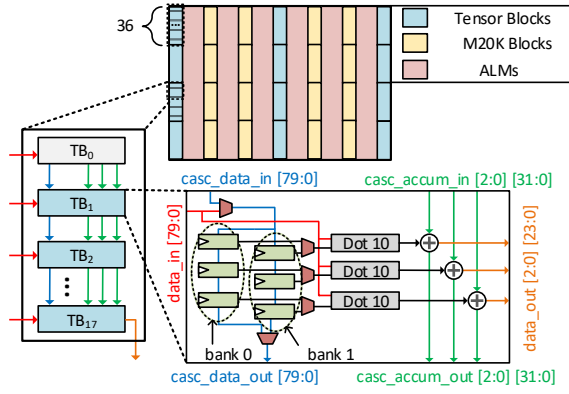 36
Tensor Blocks
M20K Blocks
ALMs
TB0
TB1
TB2
TB17
casc_data_in [79:0]
casc_accum_in [2:0] [31:0]
data_in [79:0]
Dot 10
Dot 10
Dot 10
data_out [2:0] [23:0]
bank 0
bank 1
casc_data_out [79:0]
casc_accum_out [2:0] [31:0]